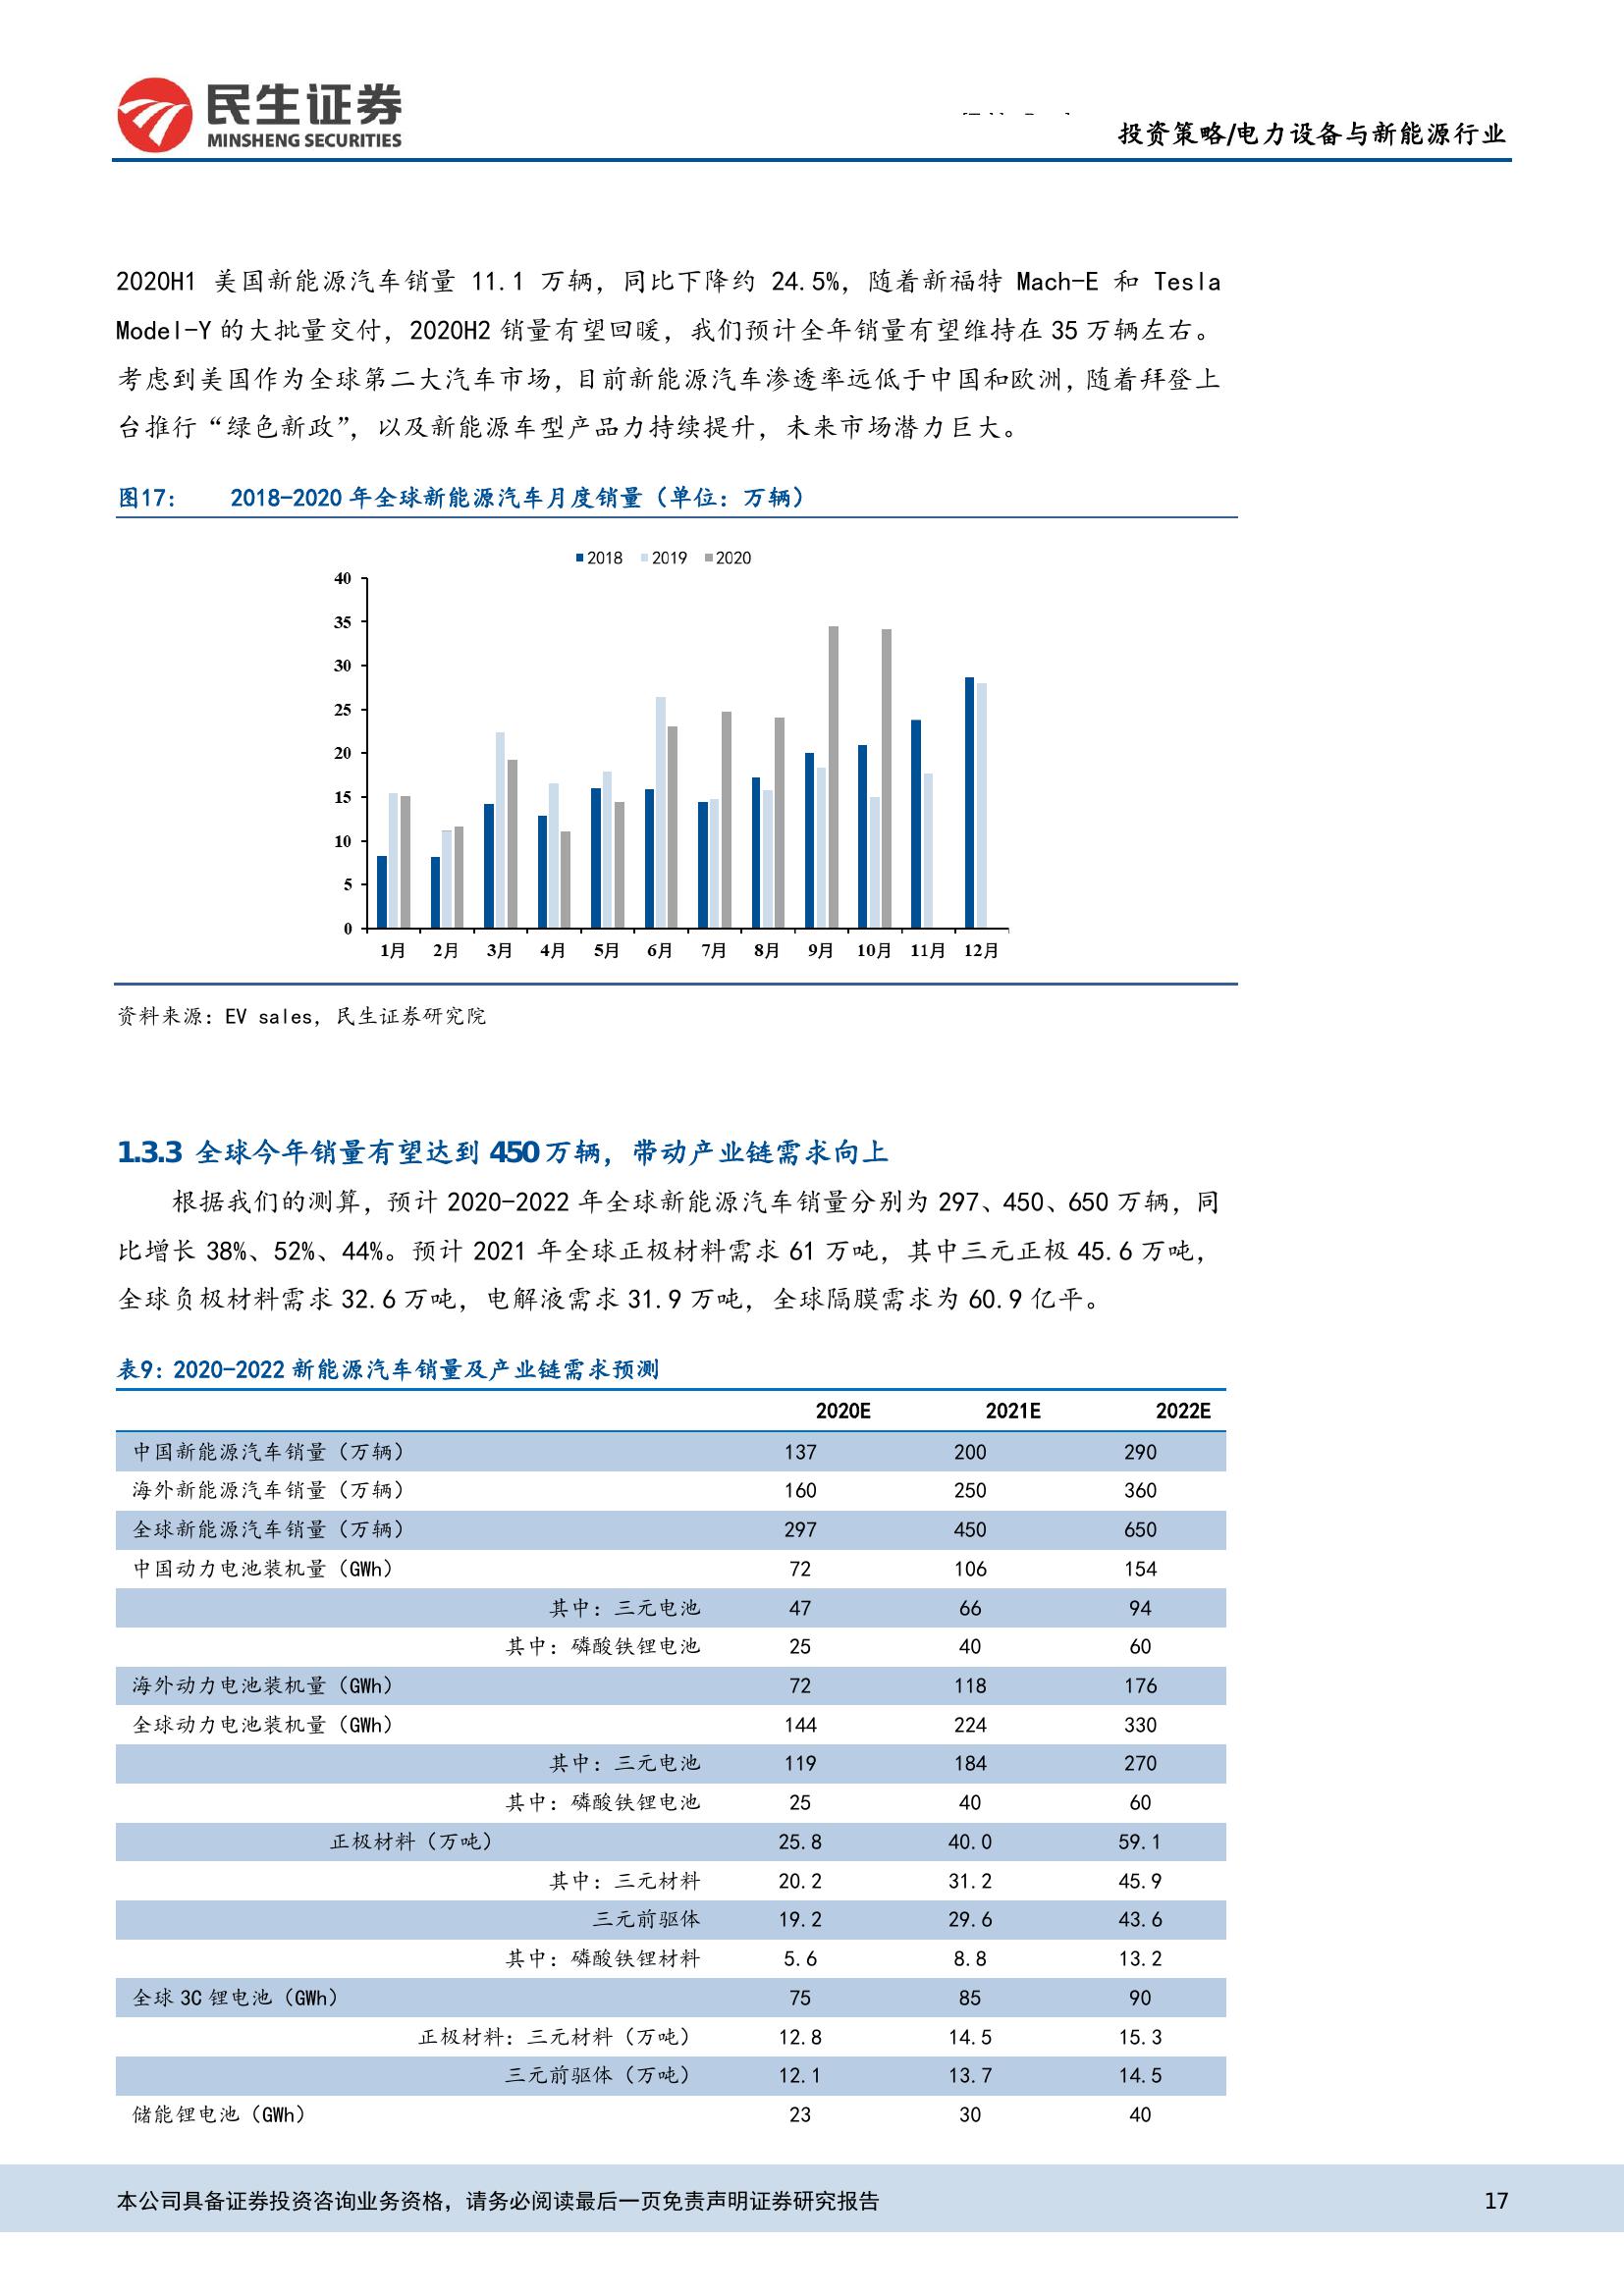 民生证券
MINSHENG SECURITIES
投资策略/电力设备与新能源行业
2020H1 美国新能源汽车销量 11.1 万辆，同比下降约 24.5%，随着新福特 Mach-E 和 Tesla
Model-Y 的大批量交付，2020H2 销量有望回暖，我们预计全年销量有望维持在 35 万辆左右。
考虑到美国作为全球第二大汽车市场，目前新能源汽车渗透率远低于中国和欧洲，随着拜登上
台推行“绿色新政”，以及新能源车型产品力持续提升，未来市场潜力巨大。
图17： 2018-2020 年全球新能源汽车月度销量（单位：万辆）
2018 2019 2020
40
35
30
25
20
15
10
5
0
1月 2月 3月 4月 5月 6月 7月 8月 9月 10月 11月 12月
资料来源：EV sales，民生证券研究院
1.3.3 全球今年销量有望达到 450 万辆，带动产业链需求向上
根据我们的测算，预计 2020-2022 年全球新能源汽车销量分别为 297、450、650 万辆，同
比增长 38%、52%、44%。预计 2021 年全球正极材料需求 61 万吨，其中三元正极 45.6 万吨，
全球负极材料需求 32.6 万吨，电解液需求 31.9 万吨，全球隔膜需求为 60.9 亿平。
表9：2020-2022 新能源汽车销量及产业链需求预测
2020E 2021E 2022E
中国新能源汽车销量（万辆） 137 200 290
海外新能源汽车销量（万辆） 160 250 360
全球新能源汽车销量（万辆） 297 450 650
中国动力电池装机量（GWh） 72 106 154
其中：三元电池 47 66 94
其中：磷酸铁锂电池 25 40 60
海外动力电池装机量（GWh） 72 118 176
全球动力电池装机量（GWh） 144 224 330
其中：三元电池 119 184 270
其中：磷酸铁锂电池 25 40 60
正极材料（万吨） 25.8 40.0 59.1
其中：三元材料 20.2 31.2 45.9
三元前驱体 19.2 29.6 43.6
其中：磷酸铁锂材料 5.6 8.8 13.2
全球 3C 锂电池（GWh） 75 85 90
正极材料：三元材料（万吨） 12.8 14.5 15.3
三元前驱体（万吨） 12.1 13.7 14.5
储能锂电池（GWh） 23 30 40
本公司具备证券投资咨询业务资格，请务必阅读最后一页免责声明证券研究报告 17